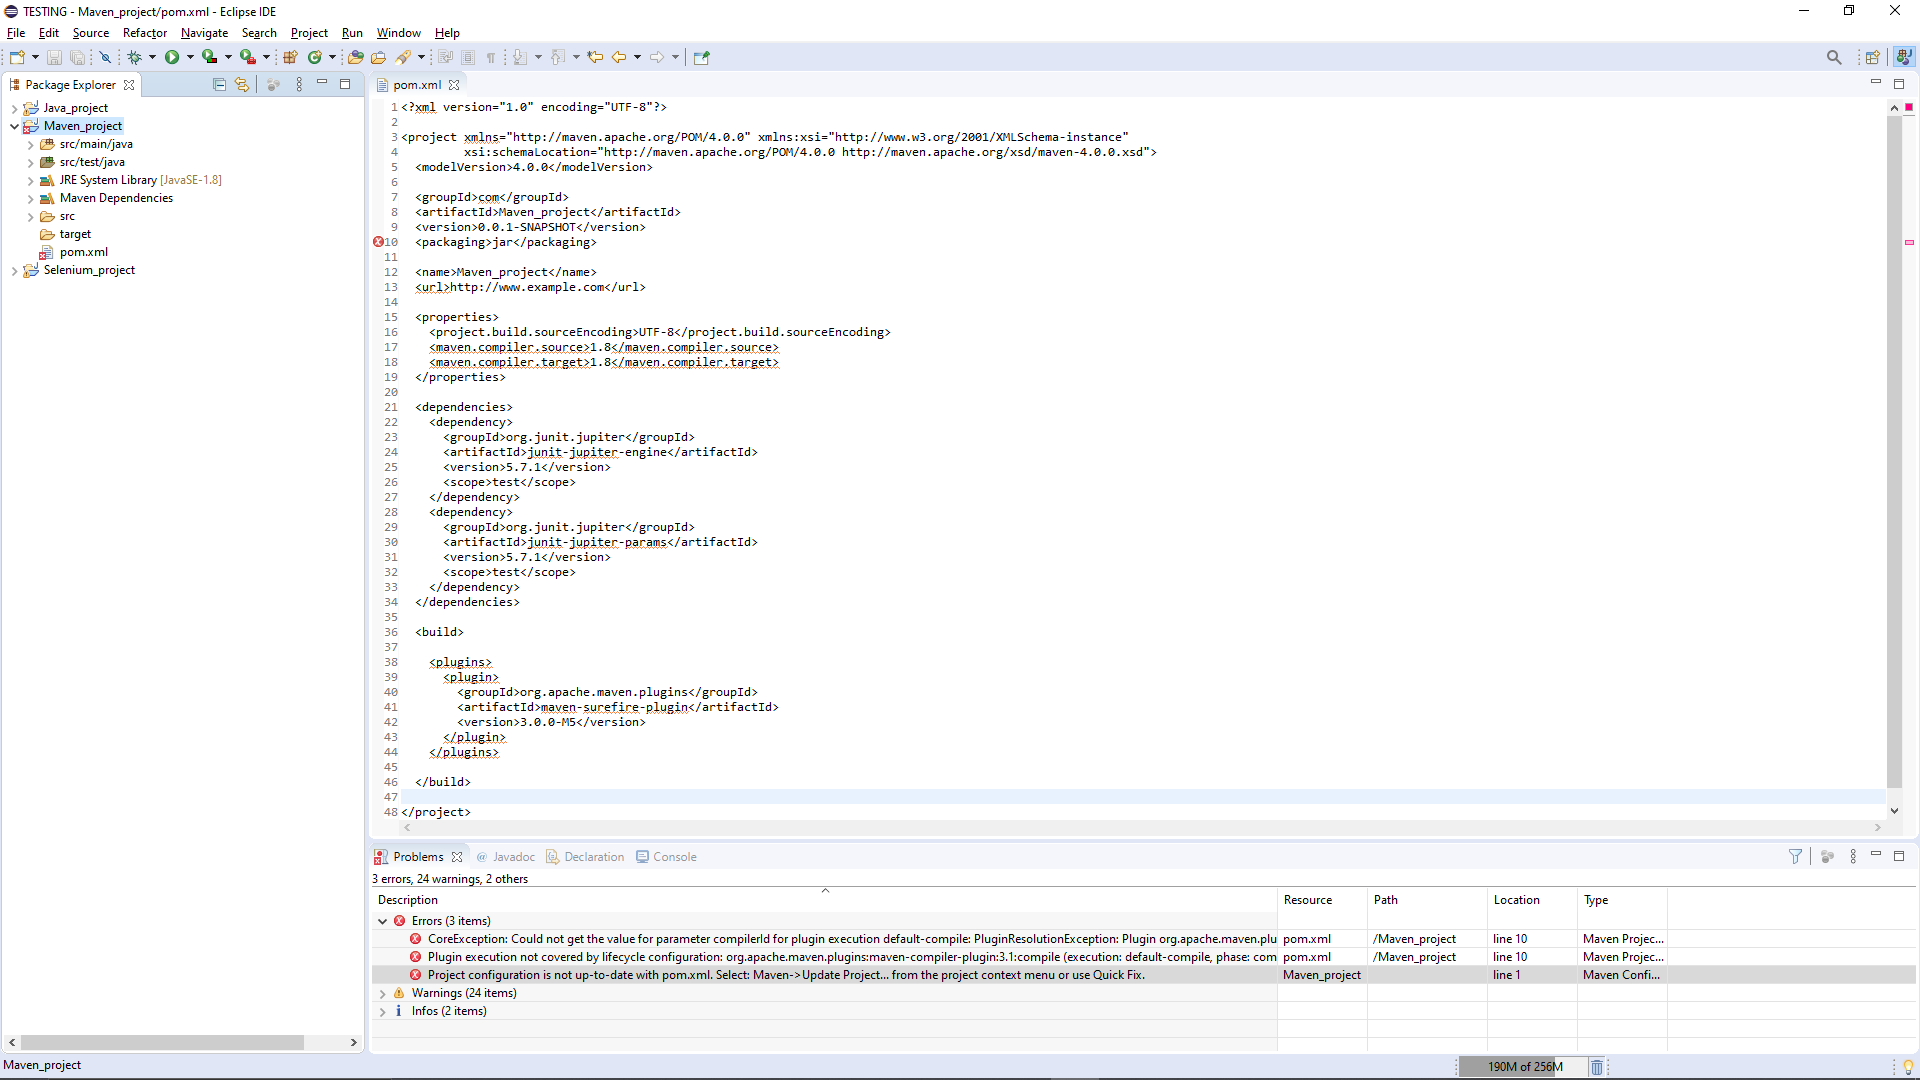 TESTING - Maven_project/pom.xml - Eclipse IDE
File Edit Source Refactor Navigate Search Project Run Window Help
Package Explorer
Java_project
Maven_project
src/main/java
src/test/java
JRE System Library [JavaSE-1.8]
Maven Dependencies
src
target
pom.xml
Selenium_project
pom.xml
1 <?xml version="1.0" encoding="UTF-8"?>
2
3 <project xmlns="http://maven.apache.org/POM/4.0.0" xmlns:xsi="http://www.w3.org/2001/XMLSchema-instance"
4 xsi:schemaLocation="http://maven.apache.org/POM/4.0.0 http://maven.apache.org/xsd/maven-4.0.0.xsd">
5 <modelVersion>4.0.0</modelVersion>
6
7 <groupId>com</groupId>
8 <artifactId>Maven_project</artifactId>
9 <version>0.0.1-SNAPSHOT</version>
10 <packaging>jar</packaging>
11
12 <name>Maven_project</name>
13 <url>http://www.example.com</url>
14
15 <properties>
16 <project.build.sourceEncoding>UTF-8</project.build.sourceEncoding>
17 <maven.compiler.source>1.8</maven.compiler.source>
18 <maven.compiler.target>1.8</maven.compiler.target>
19 </properties>
20
21 <dependencies>
22 <dependency>
23 <groupId>org.junit.jupiter</groupId>
24 <artifactId>junit-jupiter-engine</artifactId>
25 <version>5.7.1</version>
26 <scope>test</scope>
27 </dependency>
28 <dependency>
29 <groupId>org.junit.jupiter</groupId>
30 <artifactId>junit-jupiter-params</artifactId>
31 <version>5.7.1</version>
32 <scope>test</scope>
33 </dependency>
34 </dependencies>
35
36 <build>
37
38 <plugins>
39 <plugin>
40 <groupId>org.apache.maven.plugins</groupId>
41 <artifactId>maven-surefire-plugin</artifactId>
42 <version>3.0.0-M5</version>
43 </plugin>
44 </plugins>
45
46 </build>
47
48 </project>
Problems @ Javadoc Declaration Console
3 errors, 24 warnings, 2 others
Description Resource Path Location Type
Errors (3 items)
CoreException: Could not get the value for parameter compilerId for plugin execution default-compile: PluginResolutionException: Plugin org.apache.maven.plu pom.xml /Maven_project line 10 Maven Projec...
Plugin execution not covered by lifecycle configuration: org.apache.maven.plugins:maven-compiler-plugin:3.1:compile (execution: default-compile, phase: com pom.xml /Maven_project line 10 Maven Projec...
Project configuration is not up-to-date with pom.xml. Select: Maven->Update Project... from the project context menu or use Quick Fix. Maven_project line 1 Maven Confi...
Warnings (24 items)
Infos (2 items)
Maven_project
190M of 256M